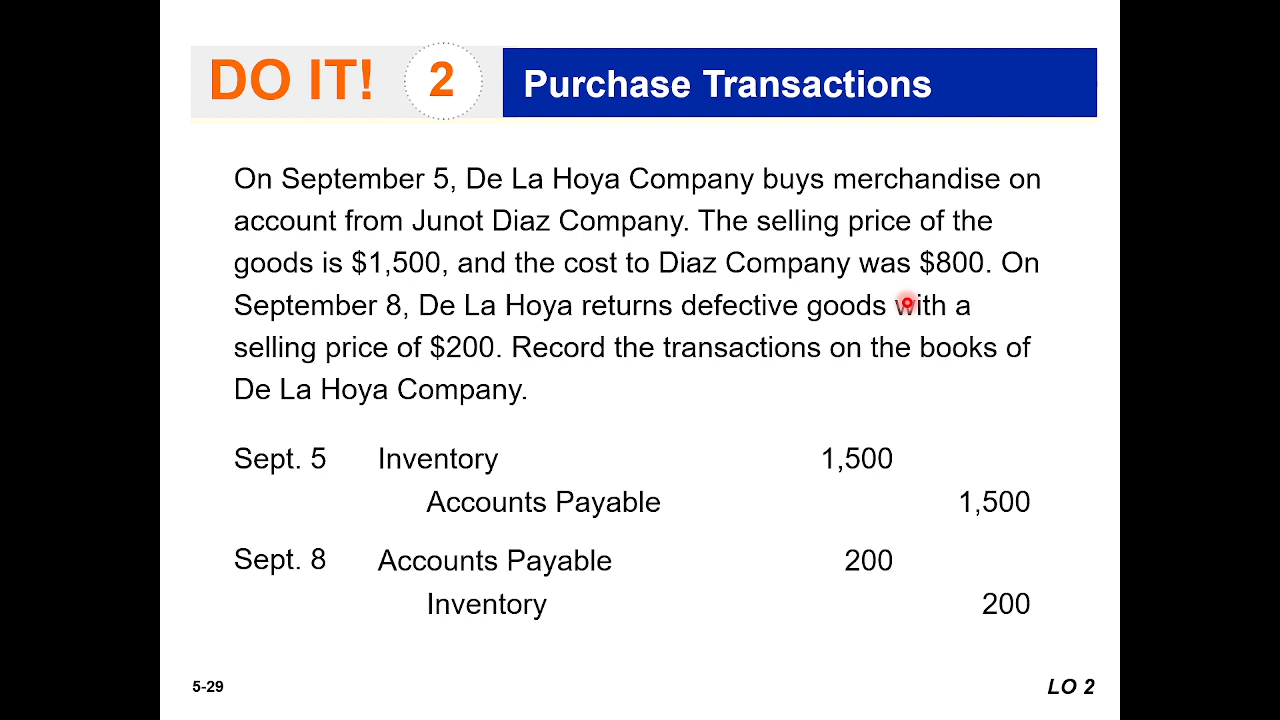 DO IT! 2 Purchase Transactions
On September 5, De La Hoya Company buys merchandise on
account from Junot Diaz Company. The selling price of the
goods is $1,500, and the cost to Diaz Company was $800. On
September 8, De La Hoya returns defective goods with a
selling price of $200. Record the transactions on the books of
De La Hoya Company.
Sept. 5 Inventory 1,500
Accounts Payable 1,500
Sept. 8 Accounts Payable 200
Inventory 200
5-29 LO 2